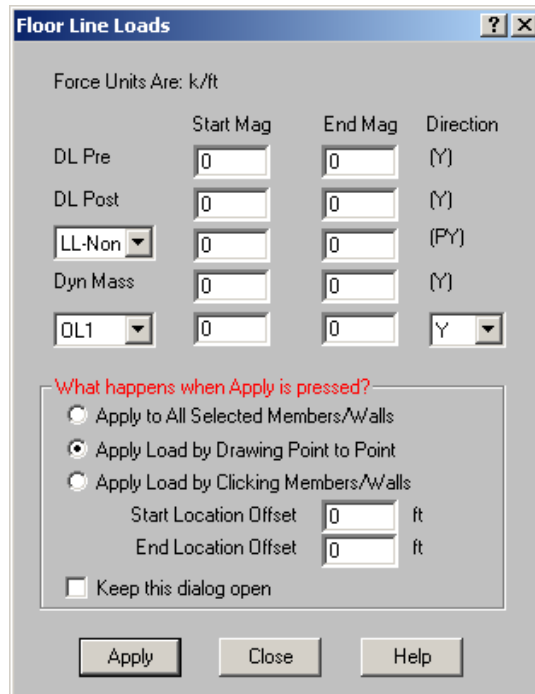 Floor Line Loads
Force Units Are: k/ft
Start Mag End Mag Direction
DL Pre 0 0 (Y)
DL Post 0 0 (Y)
LL-Non 0 0 (PY)
Dyn Mass 0 0 (Y)
OL1 0 0 Y
What happens when Apply is pressed?
Apply to All Selected Members/Walls
Apply Load by Drawing Point to Point
Apply Load by Clicking Members/Walls
Start Location Offset 0 ft
End Location Offset 0 ft
Keep this dialog open
Apply Close Help